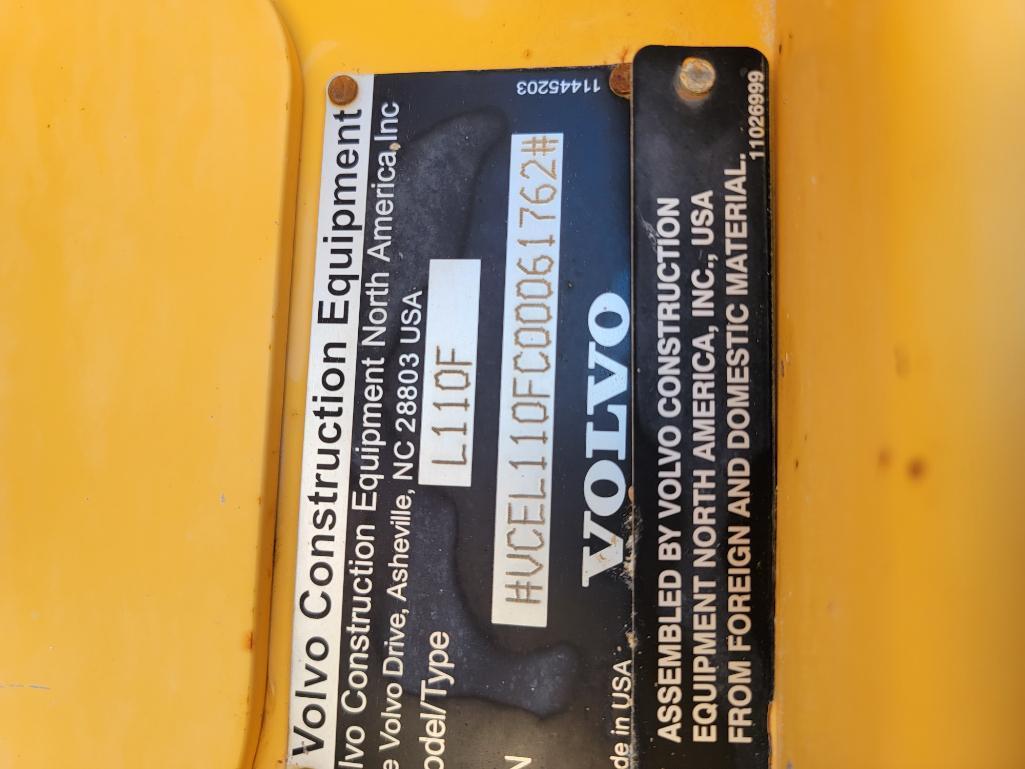 Volvo Construction Equipment
lvo Construction Equipment North America,Inc
e Volvo Drive, Asheville, NC 28803 USA
odel/Type
L110F
N
#VCEL110FC00061762#
VOLVO
de in USA
11445203
ASSEMBLED BY VOLVO CONSTRUCTION
EQUIPMENT NORTH AMERICA, INC., USA
FROM FOREIGN AND DOMESTIC MATERIAL.
11026999